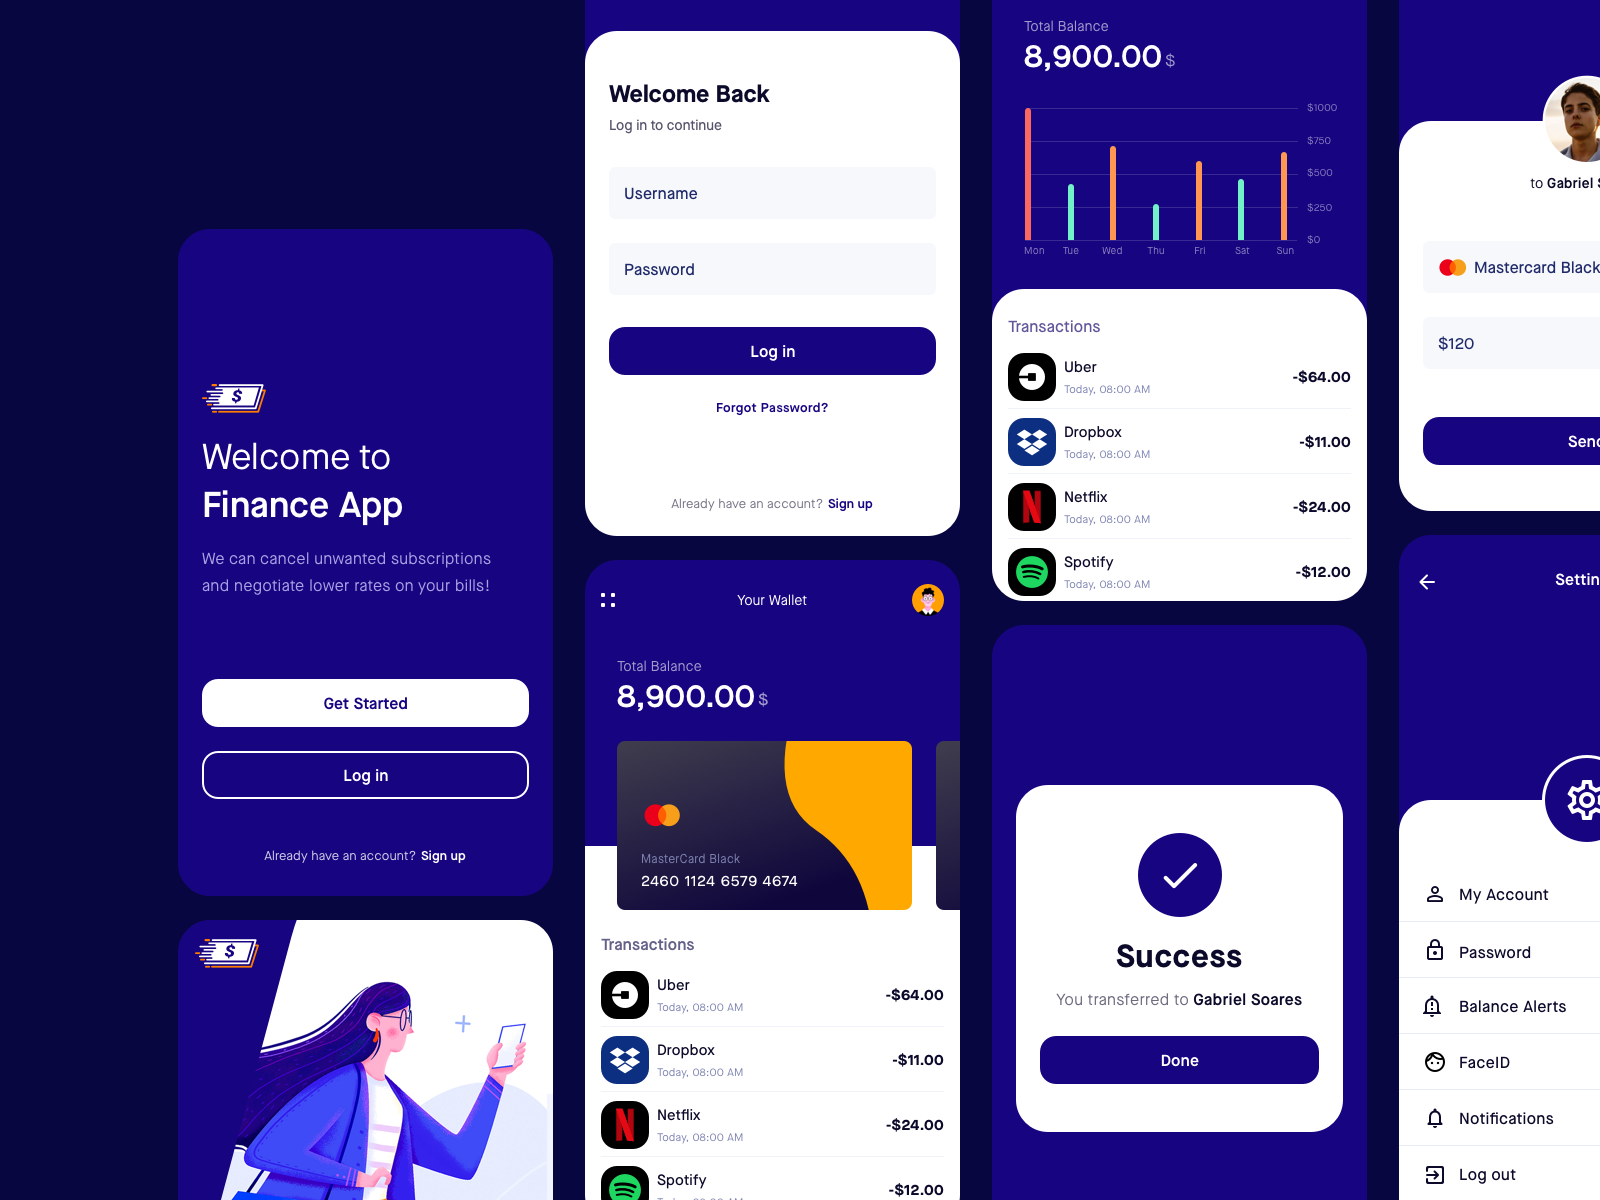 $
Welcome to
Finance App
We can cancel unwanted subscriptions
and negotiate lower rates on your bills!
Get Started
Log in
Already have an account? Sign up
$
Welcome Back
Log in to continue
Username
Password
Log in
Forgot Password?
Already have an account? Sign up
Your Wallet
Total Balance
8,900.00 $
MasterCard Black
2460 1124 6579 4674
Transactions
Uber
Today, 08:00 AM
-$64.00
Dropbox
Today, 08:00 AM
-$11.00
Netflix
Today, 08:00 AM
-$24.00
Spotify
-$12.00
Total Balance
8,900.00 $
$1000
$750
$500
$250
$0
Mon Tue Wed Thu Fri Sat Sun
Transactions
Uber
Today, 08:00 AM
-$64.00
Dropbox
Today, 08:00 AM
-$11.00
Netflix
Today, 08:00 AM
-$24.00
Spotify
Today, 08:00 AM
-$12.00
Success
You transferred to Gabriel Soares
Done
to Gabriel S
Mastercard Black
$120
Send
Settin
My Account
Password
Balance Alerts
FaceID
Notifications
Log out